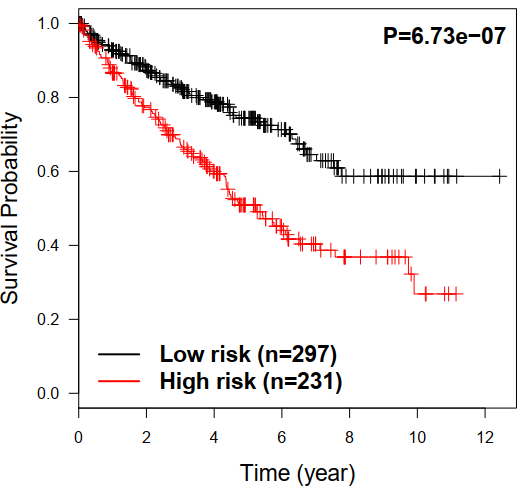 P=6.73e−07
Survival Probability
1.0
0.8
0.6
0.4
0.2
0.0
Low risk (n=297)
High risk (n=231)
0 2 4 6 8 10 12
Time (year)